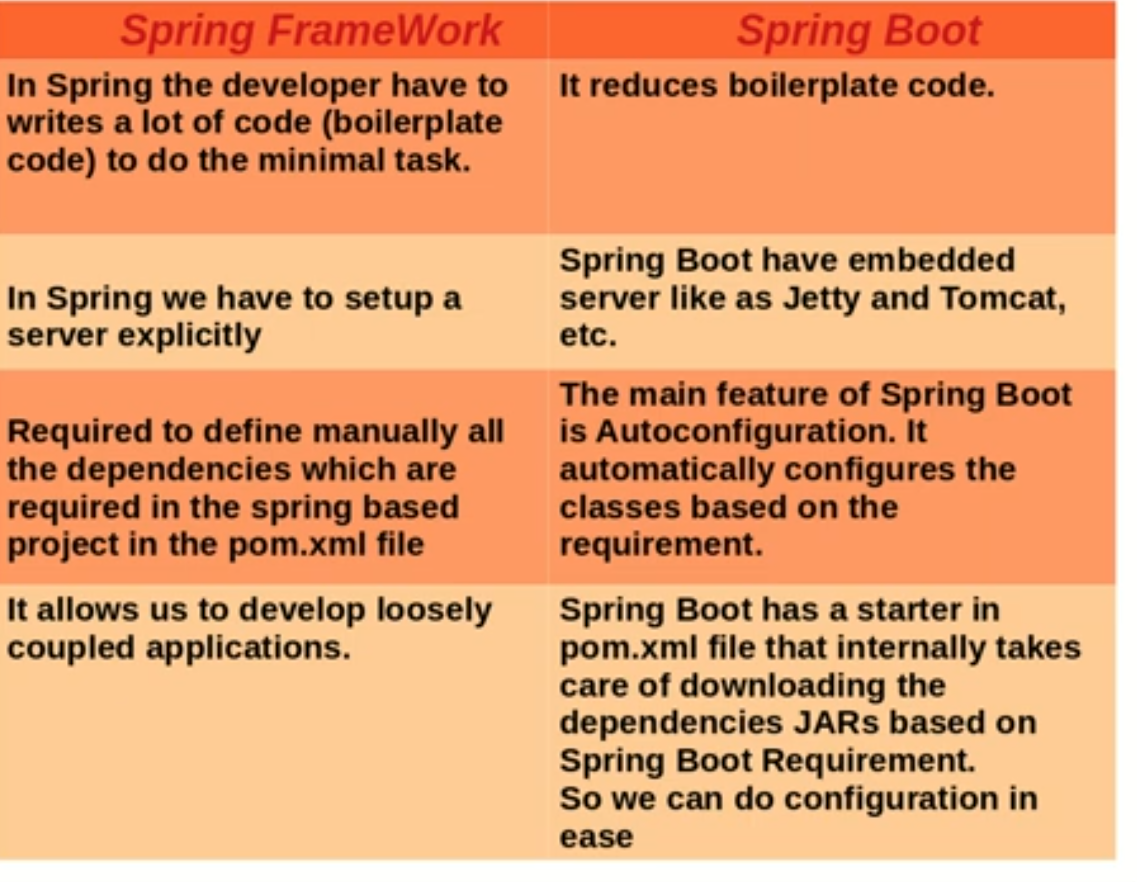 Spring FrameWork
Spring Boot
In Spring the developer have to
writes a lot of code (boilerplate
code) to do the minimal task.
It reduces boilerplate code.
In Spring we have to setup a
server explicitly
Spring Boot have embedded
server like as Jetty and Tomcat,
etc.
Required to define manually all
the dependencies which are
required in the spring based
project in the pom.xml file
The main feature of Spring Boot
is Autoconfiguration. It
automatically configures the
classes based on the
requirement.
It allows us to develop loosely
coupled applications.
Spring Boot has a starter in
pom.xml file that internally takes
care of downloading the
dependencies JARs based on
Spring Boot Requirement.
So we can do configuration in
ease